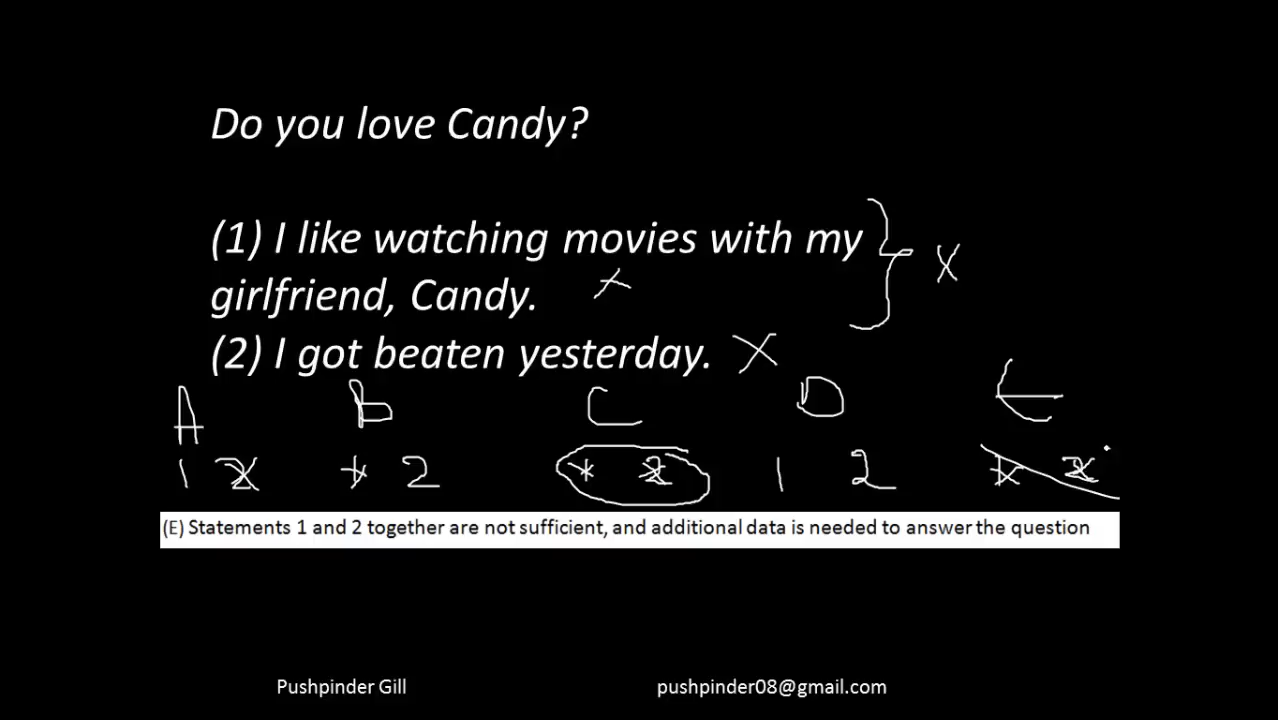 Do you love Candy?
(1) I like watching movies with my
girlfriend, Candy. x
(2) I got beaten yesterday. X
X
A B C D E
1 2 1 2 1 2 1 2 1 2
(E) Statements 1 and 2 together are not sufficient, and additional data is needed to answer the question
Pushpinder Gill pushpinder08@gmail.com